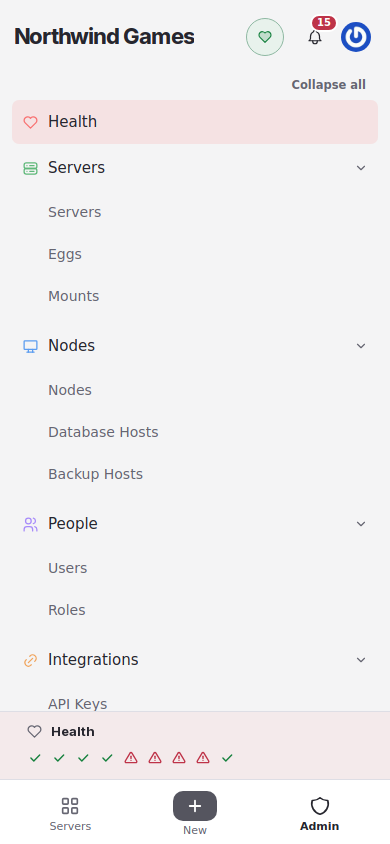 Northwind Games
15
Collapse all
Health
Servers
Servers
Eggs
Mounts
Nodes
Nodes
Database Hosts
Backup Hosts
People
Users
Roles
Integrations
API Keys
Health
Servers
New
Admin